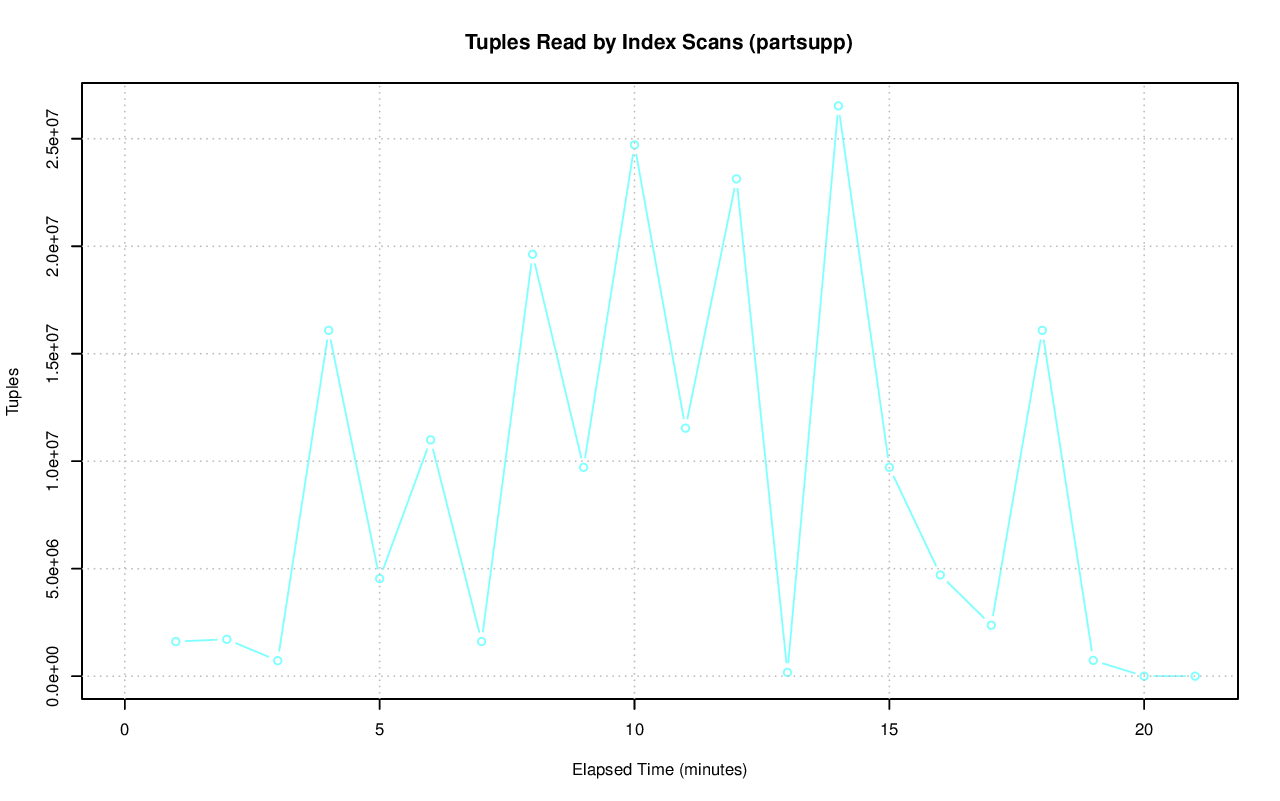 Tuples Read by Index Scans (partsupp)
Tuples
2.5e+07
2.0e+07
1.5e+07
1.0e+07
5.0e+06
0.0e+00
0 5 10 15 20
Elapsed Time (minutes)